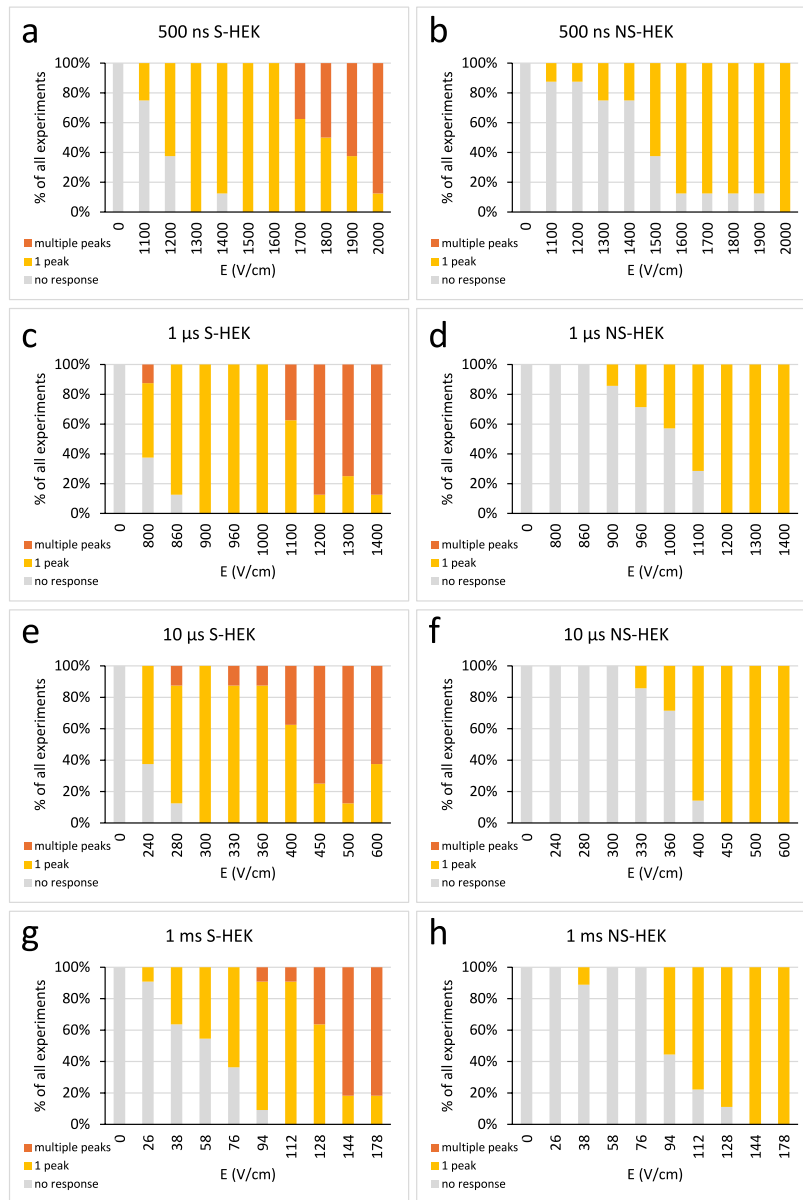 a
500 ns S-HEK
% of all experiments
100%
80%
60%
40%
20%
0%
0 1100 1200 1300 1400 1500 1600 1700 1800 1900 2000
E (V/cm)
multiple peaks
1 peak
no response
b
500 ns NS-HEK
% of all experiments
100%
80%
60%
40%
20%
0%
0 1100 1200 1300 1400 1500 1600 1700 1800 1900 2000
E (V/cm)
multiple peaks
1 peak
no response
c
1 µs S-HEK
% of all experiments
100%
80%
60%
40%
20%
0%
0 800 860 900 960 1000 1100 1200 1300 1400
E (V/cm)
multiple peaks
1 peak
no response
d
1 µs NS-HEK
% of all experiments
100%
80%
60%
40%
20%
0%
0 800 860 900 960 1000 1100 1200 1300 1400
E (V/cm)
multiple peaks
1 peak
no response
e
10 µs S-HEK
% of all experiments
100%
80%
60%
40%
20%
0%
0 240 280 300 330 360 400 450 500 600
E (V/cm)
multiple peaks
1 peak
no response
f
10 µs NS-HEK
% of all experiments
100%
80%
60%
40%
20%
0%
0 240 280 300 330 360 400 450 500 600
E (V/cm)
multiple peaks
1 peak
no response
g
1 ms S-HEK
% of all experiments
100%
80%
60%
40%
20%
0%
0 26 38 58 76 94 112 128 144 178
E (V/cm)
multiple peaks
1 peak
no response
h
1 ms NS-HEK
% of all experiments
100%
80%
60%
40%
20%
0%
0 26 38 58 76 94 112 128 144 178
E (V/cm)
multiple peaks
1 peak
no response